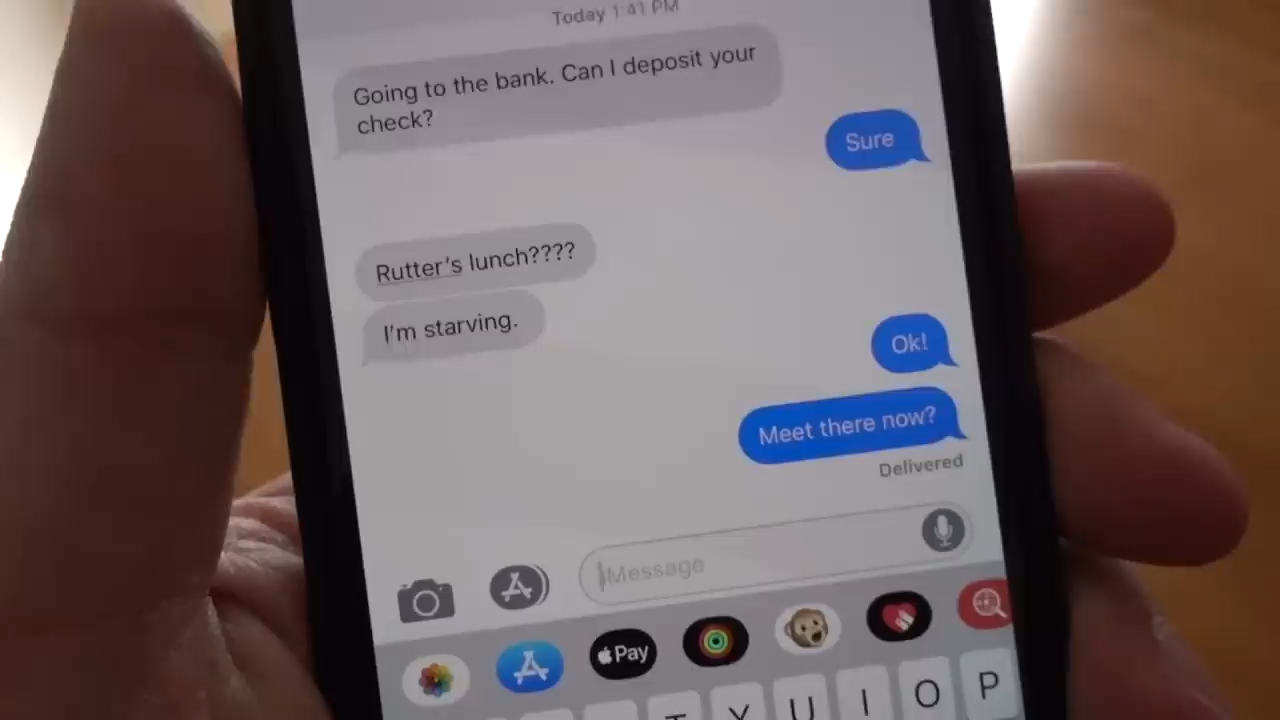 Today 1:41 PM
Going to the bank. Can I deposit your
check?
Sure
Rutter's lunch????
I'm starving.
Ok!
Meet there now?
Delivered
Message
Pay
T Y U I O P